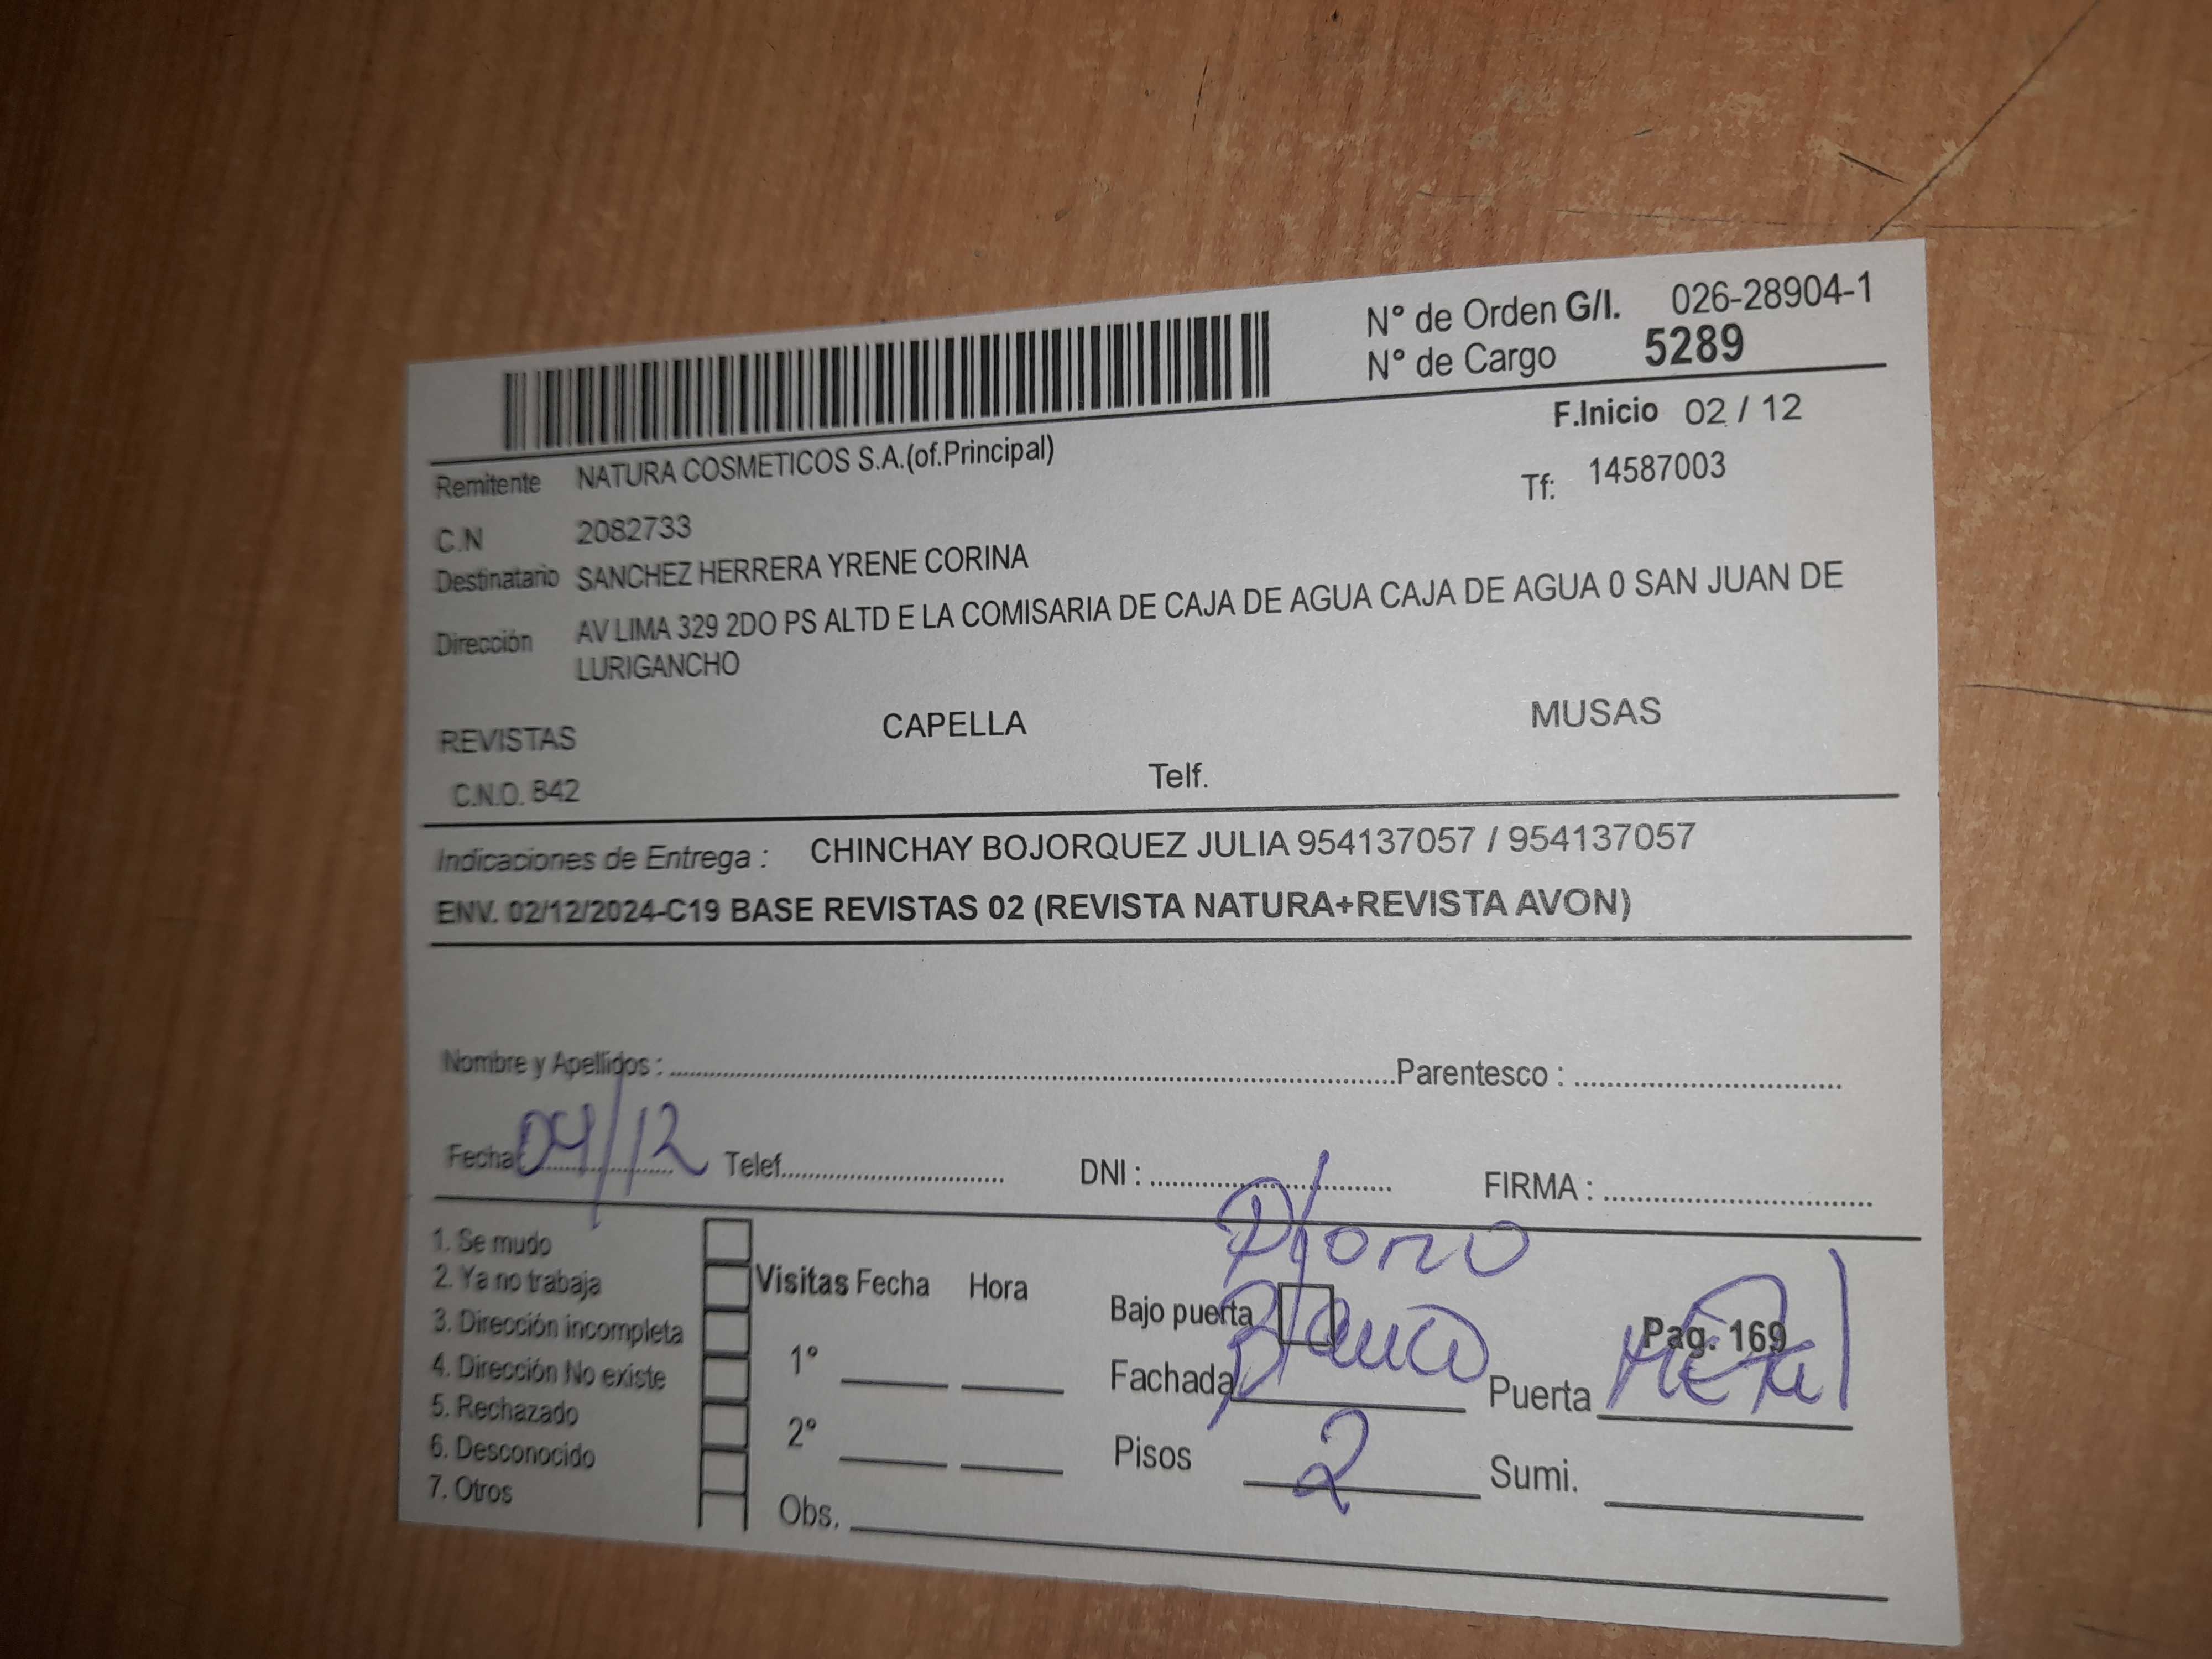 N° de Orden G/I. 026-28904-1
N° de Cargo 5289
F.Inicio 02 / 12
Remitente NATURA COSMETICOS S.A.(of.Principal)
Tf: 14587003
C.N 2082733
Destinatario SANCHEZ HERRERA YRENE CORINA
Dirección AV LIMA 329 2DO PS ALTD E LA COMISARIA DE CAJA DE AGUA CAJA DE AGUA 0 SAN JUAN DE
LURIGANCHO
REVISTAS CAPELLA MUSAS
C.N.O. 842 Telf.
Indicaciones de Entrega : CHINCHAY BOJORQUEZ JULIA 954137057 / 954137057
ENV. 02/12/2024-C19 BASE REVISTAS 02 (REVISTA NATURA+REVISTA AVON)
Nombre y Apellidos : Parentesco :
Fecha 04/12 Telef. DNI : FIRMA :
1. Se mudo
2. Ya no trabaja
3. Dirección incompleta
4. Dirección No existe
5. Rechazado
6. Desconocido
7. Otros
Visitas Fecha Hora
1°
2°
Obs.
Bajo puerta
Pag. 169
Fachada Blanco Puerta Metal
Pisos 2 Sumi.